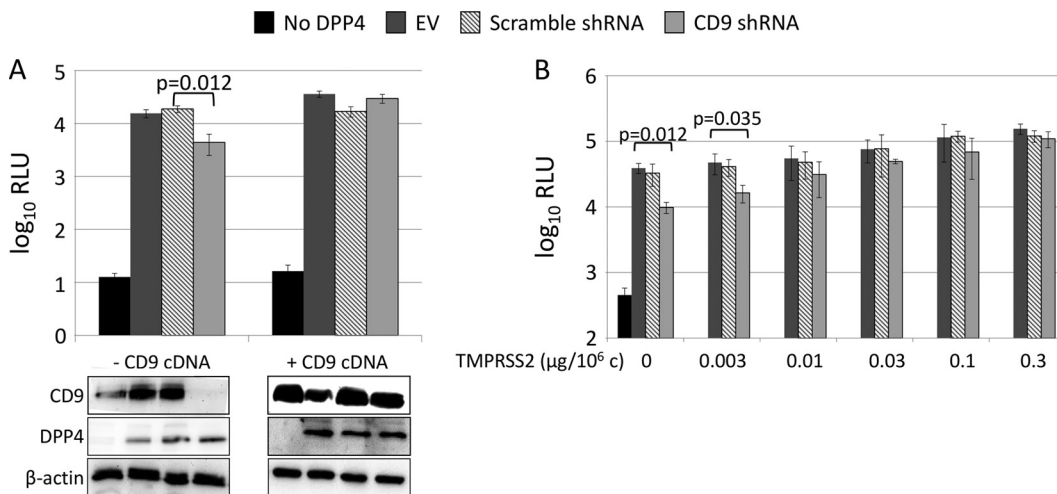 No DPP4 EV Scramble shRNA CD9 shRNA
A
p=0.012
5
4
3
2
1
0
log10 RLU
- CD9 cDNA + CD9 cDNA
CD9
DPP4
β-actin
B
p=0.012
p=0.035
6
5
4
3
2
log10 RLU
TMPRSS2 (µg/10⁶ c) 0 0.003 0.01 0.03 0.1 0.3